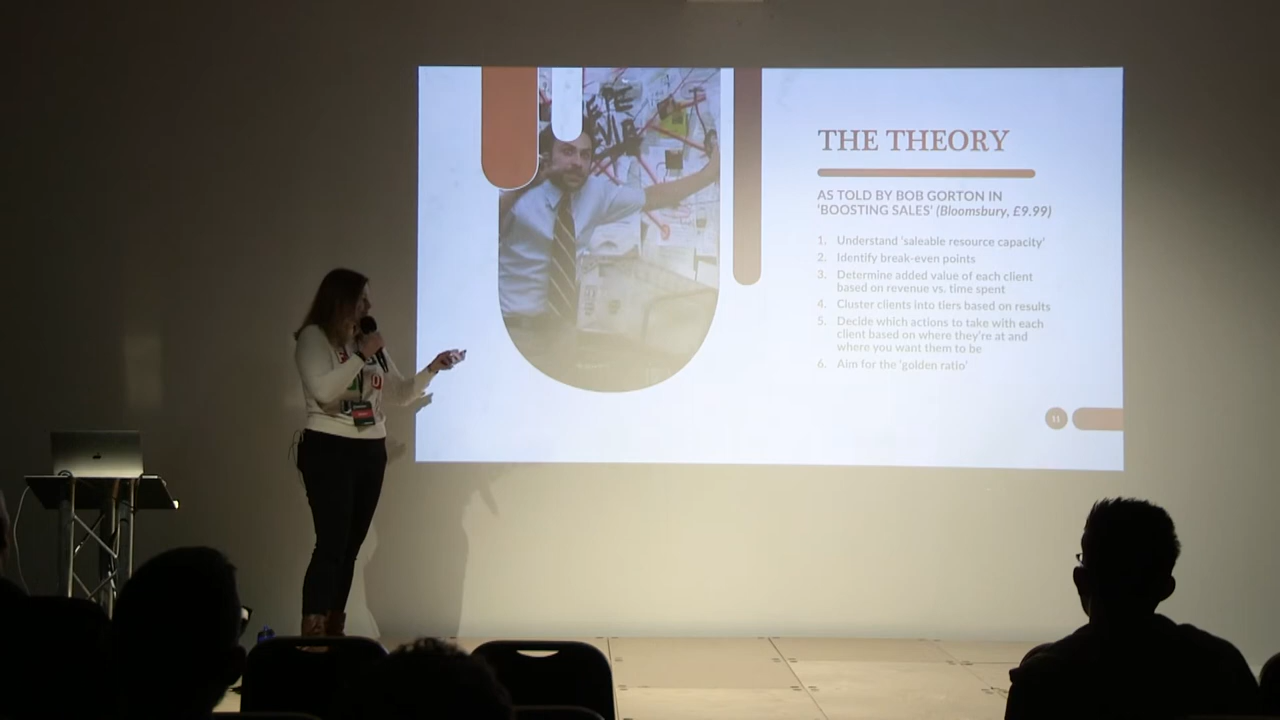 THE THEORY
AS TOLD BY BOB GORTON IN
'BOOSTING SALES' (Bloomsbury, £9.99)
1. Understand 'saleable resource capacity'
2. Identify break-even points
3. Determine added value of each client
based on revenue vs. time spent
4. Cluster clients into tiers based on results
5. Decide which actions to take with each
client based on where they're at and
where you want them to be
6. Aim for the 'golden ratio'
11